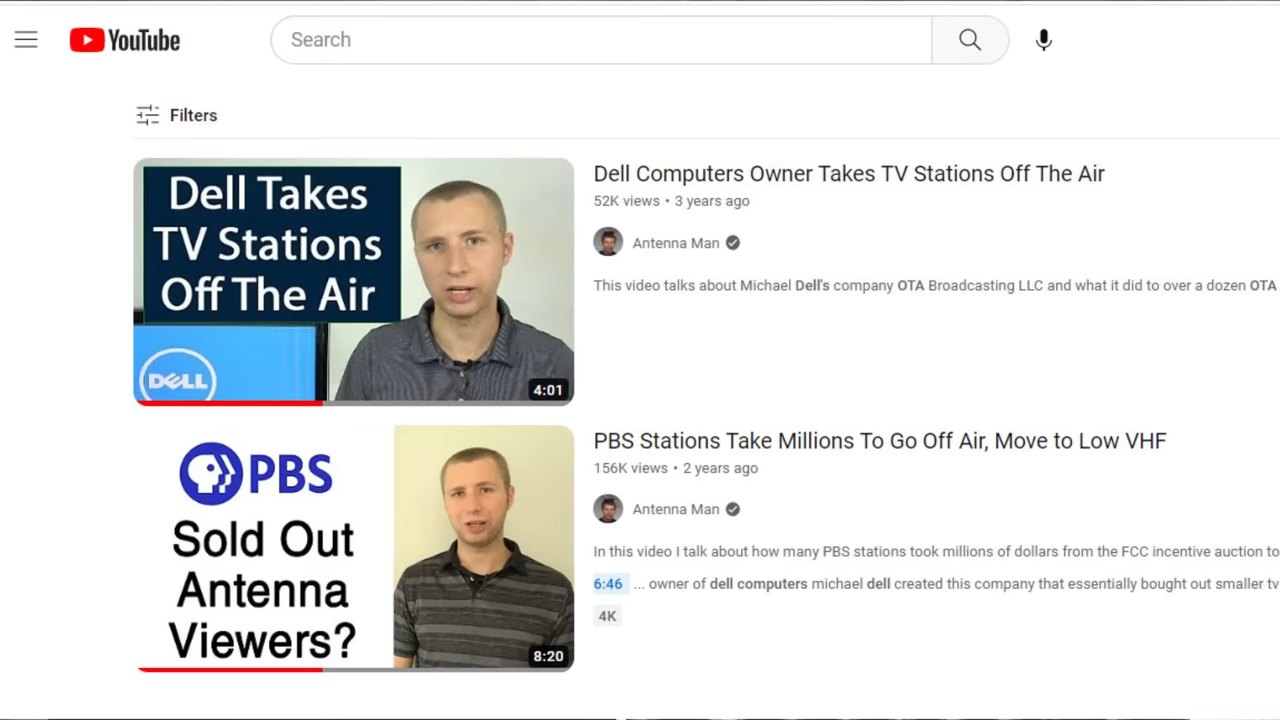 YouTube
Search
Filters
Dell Takes
TV Stations
Off The Air
DELL
4:01
Dell Computers Owner Takes TV Stations Off The Air
52K views • 3 years ago
Antenna Man
This video talks about Michael Dell's company OTA Broadcasting LLC and what it did to over a dozen OTA
PBS
Sold Out
Antenna
Viewers?
8:20
PBS Stations Take Millions To Go Off Air, Move to Low VHF
156K views • 2 years ago
Antenna Man
In this video I talk about how many PBS stations took millions of dollars from the FCC incentive auction to
6:46 ... owner of dell computers michael dell created this company that essentially bought out smaller tv
4K